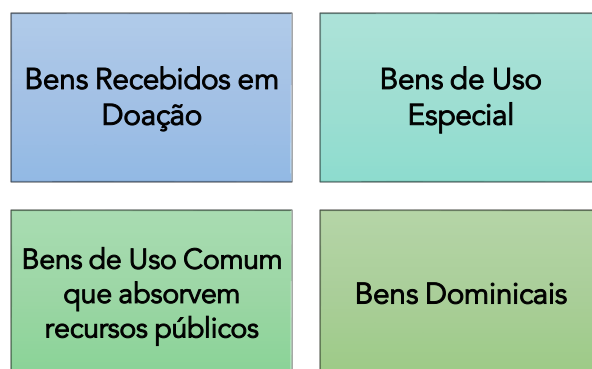 Bens Recebidos em
Doação
Bens de Uso
Especial
Bens de Uso Comum
que absorvem
recursos públicos
Bens Dominicais